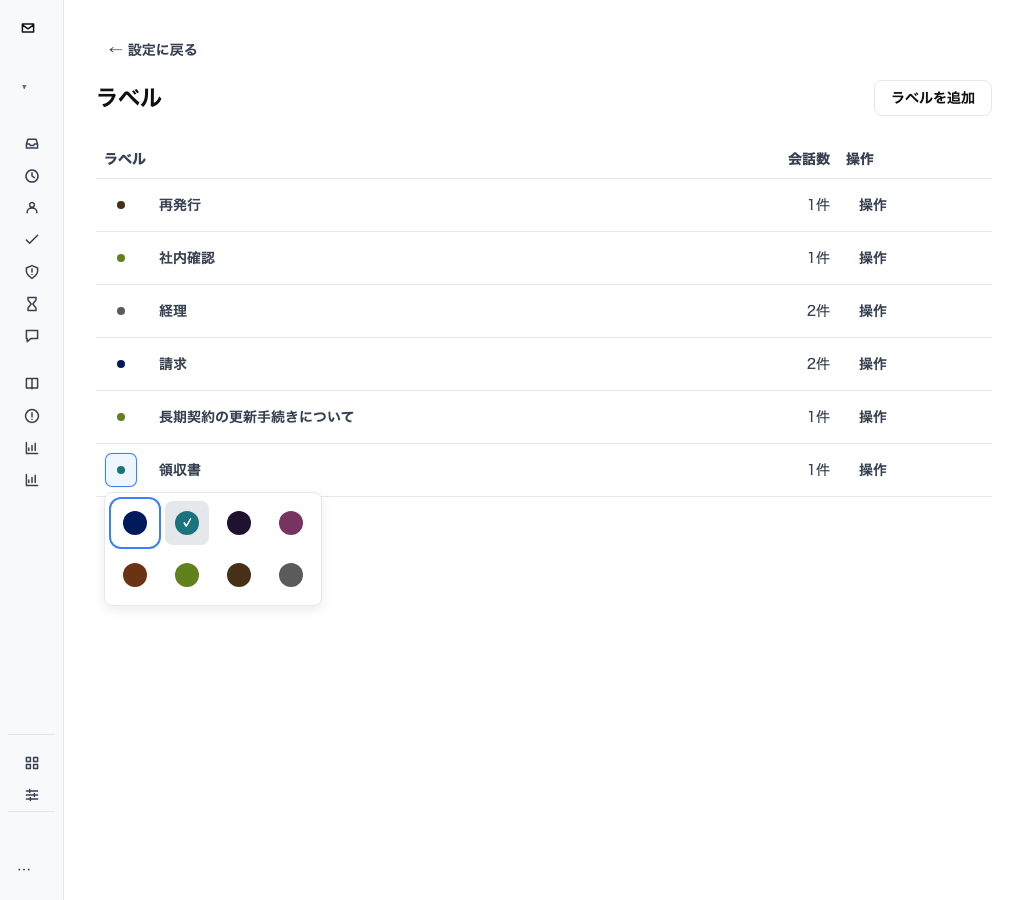 ← 設定に戻る
ラベル
ラベルを追加
ラベル 会話数 操作
再発行 1件 操作
社内確認 1件 操作
経理 2件 操作
請求 2件 操作
長期契約の更新手続きについて 1件 操作
領収書 1件 操作